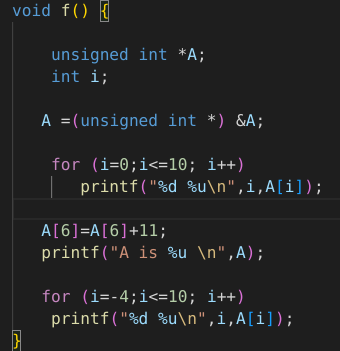 void f() {
unsigned int *A;
int i;
A =(unsigned int *) &A;
for (i=0;i<=10; i++)
printf("%d %u\n",i,A[i]);
A[6]=A[6]+11;
printf("A is %u \n",A);
for (i=-4;i<=10; i++)
printf("%d %u\n",i,A[i]);
}